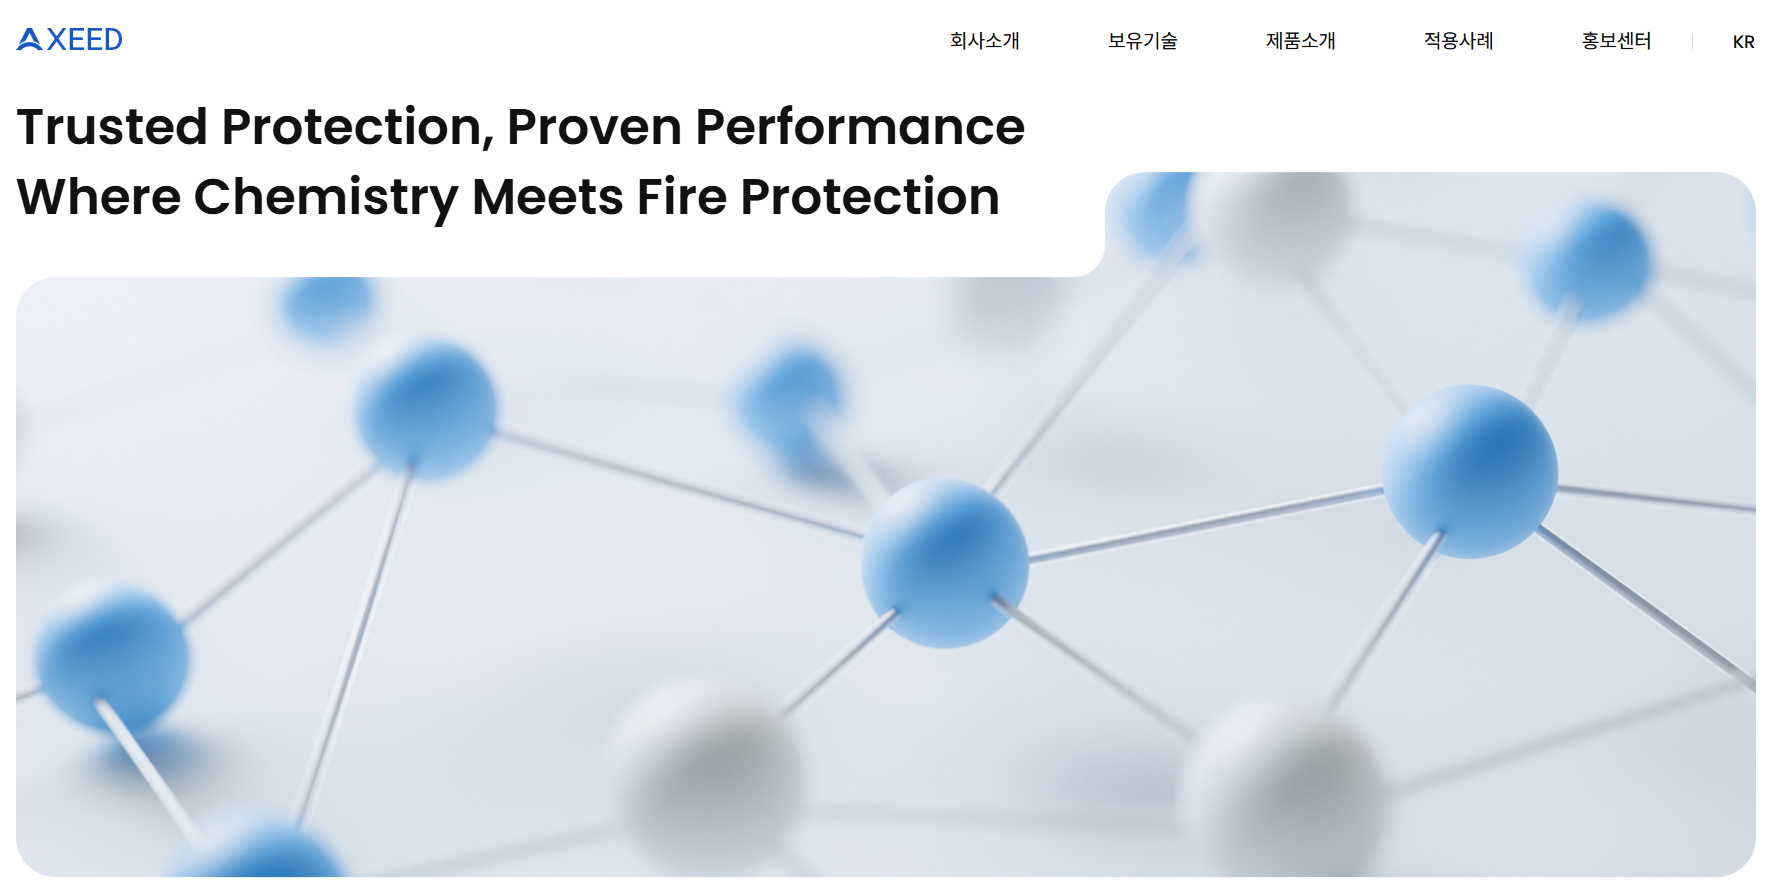 AXEED
회사소개
보유기술
제품소개
적용사례
홍보센터
KR
Trusted Protection, Proven Performance
Where Chemistry Meets Fire Protection